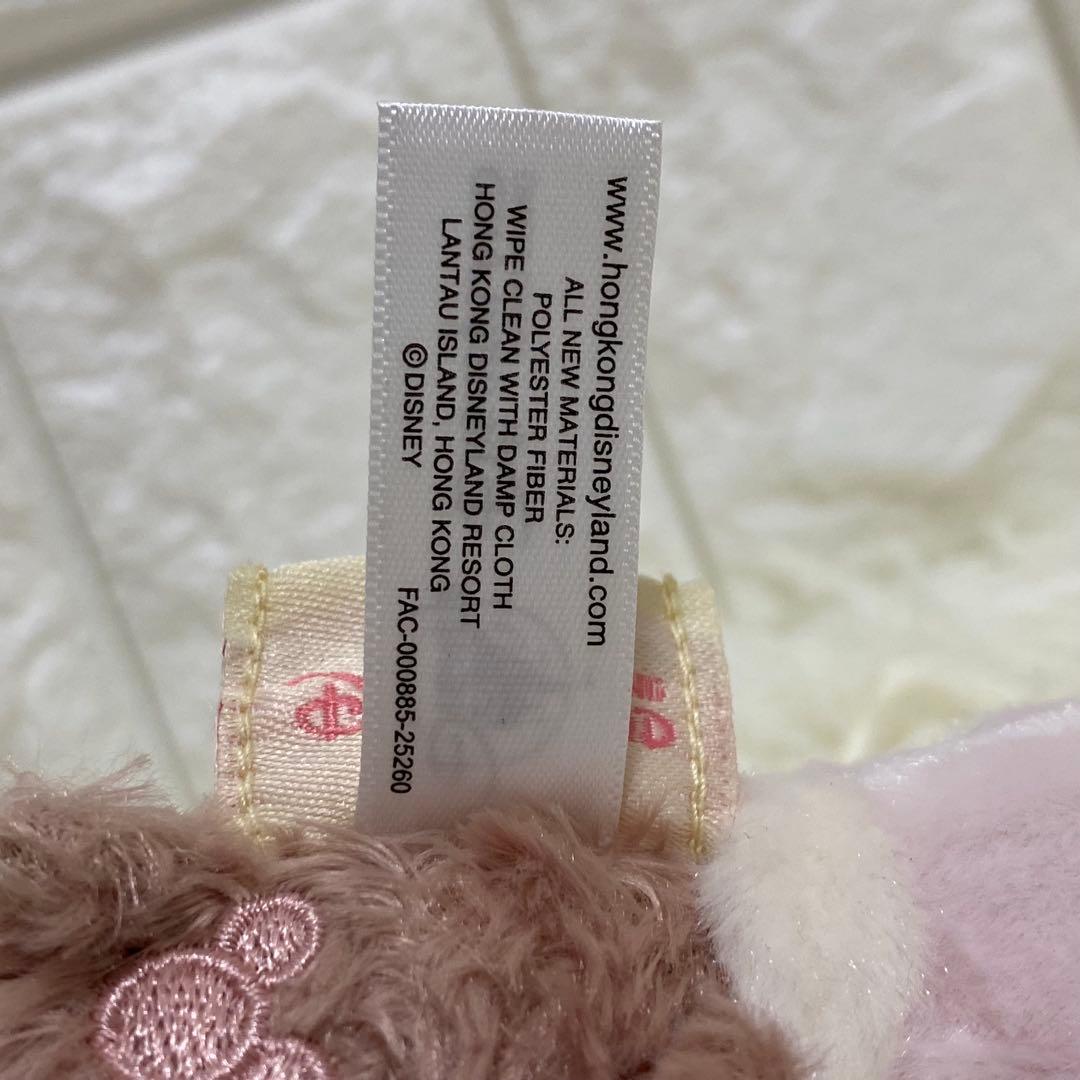 www.hongkongdisneyland.com
ALL NEW MATERIALS:
POLYESTER FIBER
WIPE CLEAN WITH DAMP CLOTH
HONG KONG DISNEYLAND RESORT
LANTAU ISLAND, HONG KONG
©DISNEY
FAC-000885-25260